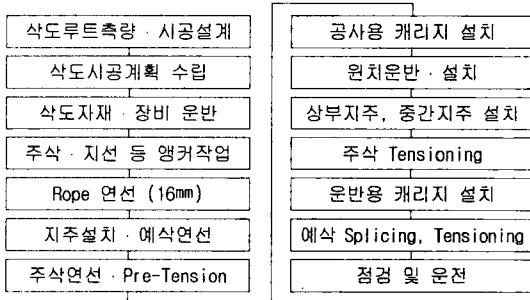 삭도루트측량 · 시공설계
삭도시공계획 수립
삭도자재 · 장비 운반
주삭 · 지선 등 앵커작업
Rope 연선 (16㎜)
지주설치 · 예삭연선
주삭연선 · Pre-Tension
공사용 캐리지 설치
윈치운반 · 설치
상부지주, 중간지주 설치
주삭 Tensioning
운반용 캐리지 설치
예삭 Splicing, Tensioning
점검 및 운전